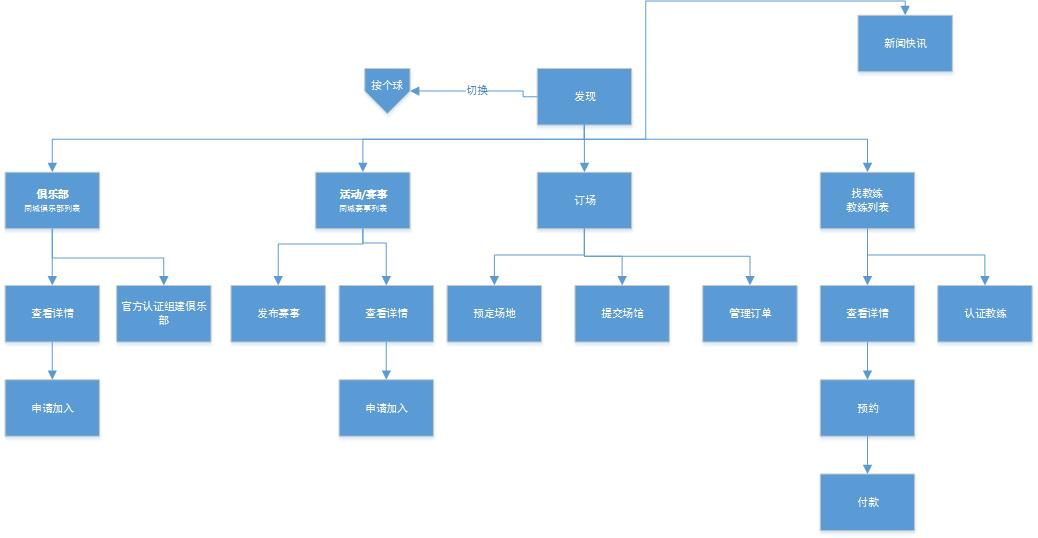 新闻快讯
按个球
切换
发现
俱乐部
同城俱乐部列表
活动/赛事
同城赛事列表
订场
找教练
教练列表
查看详情
官方认证组建俱乐
部
发布赛事
查看详情
预定场地
提交场馆
管理订单
查看详情
认证教练
申请加入
申请加入
预约
付款